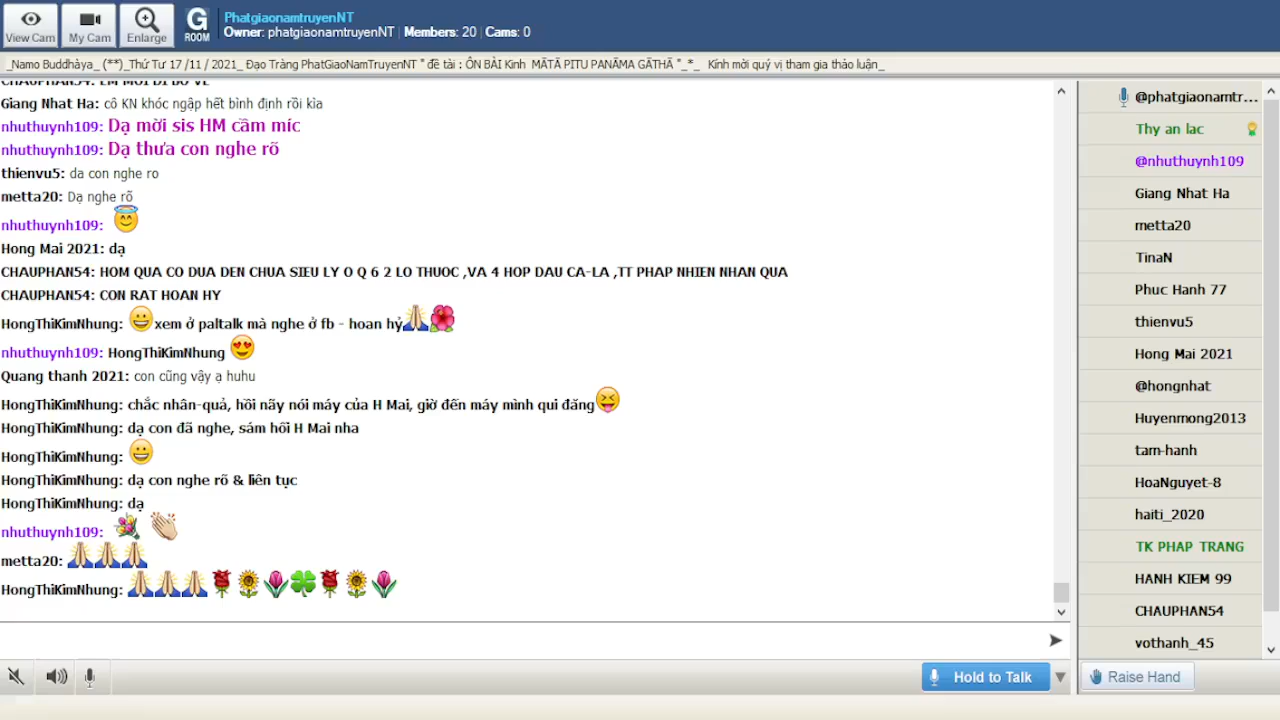 View Cam
My Cam
Enlarge
G
ROOM
PhatgiaonamtruyenNT
Owner: phatgiaonamtruyenNT | Members: 20 | Cams: 0
_Namo Buddhàya_ (**)_Thứ Tư 17 /11 / 2021_ Đạo Tràng PhatGiaoNamTruyenNT " đề tài : ÔN BÀI Kinh MĀTĀ PITU PANĀMA GĀTHĀ "_*_ Kính mời quý vị tham gia thảo luận_
CHAUPHAN54: EM MOI DI BO VE
Giang Nhat Ha: cô KN khóc ngập hết bình định rồi kìa
nhuthuynh109: Dạ mời sis HM cầm míc
nhuthuynh109: Dạ thưa con nghe rõ
thienvu5: da con nghe ro
metta20: Dạ nghe rõ
nhuthuynh109:
Hong Mai 2021: dạ
CHAUPHAN54: HOM QUA CO DUA DEN CHUA SIEU LY O Q 6 2 LO THUOC ,VA 4 HOP DAU CA-LA ,TT PHAP NHIEN NHAN QUA
CHAUPHAN54: CON RAT HOAN HY
HongThiKimNhung: xem ở paltalk mà nghe ở fb - hoan hỷ
nhuthuynh109: HongThiKimNhung
Quang thanh 2021: con cũng vậy ạ huhu
HongThiKimNhung: chắc nhân-quả, hồi nãy nói máy của H Mai, giờ đến máy mình qui đăng
HongThiKimNhung: dạ con đã nghe, sám hối H Mai nha
HongThiKimNhung:
HongThiKimNhung: dạ con nghe rõ & liên tục
HongThiKimNhung: dạ
nhuthuynh109:
metta20:
HongThiKimNhung:
@phatgiaonamtr...
Thy an lac
@nhuthuynh109
Giang Nhat Ha
metta20
TinaN
Phuc Hanh 77
thienvu5
Hong Mai 2021
@hongnhat
Huyenmong2013
tam-hanh
HoaNguyet-8
haiti_2020
TK PHAP TRANG
HANH KIEM 99
CHAUPHAN54
vothanh_45
Hold to Talk
Raise Hand